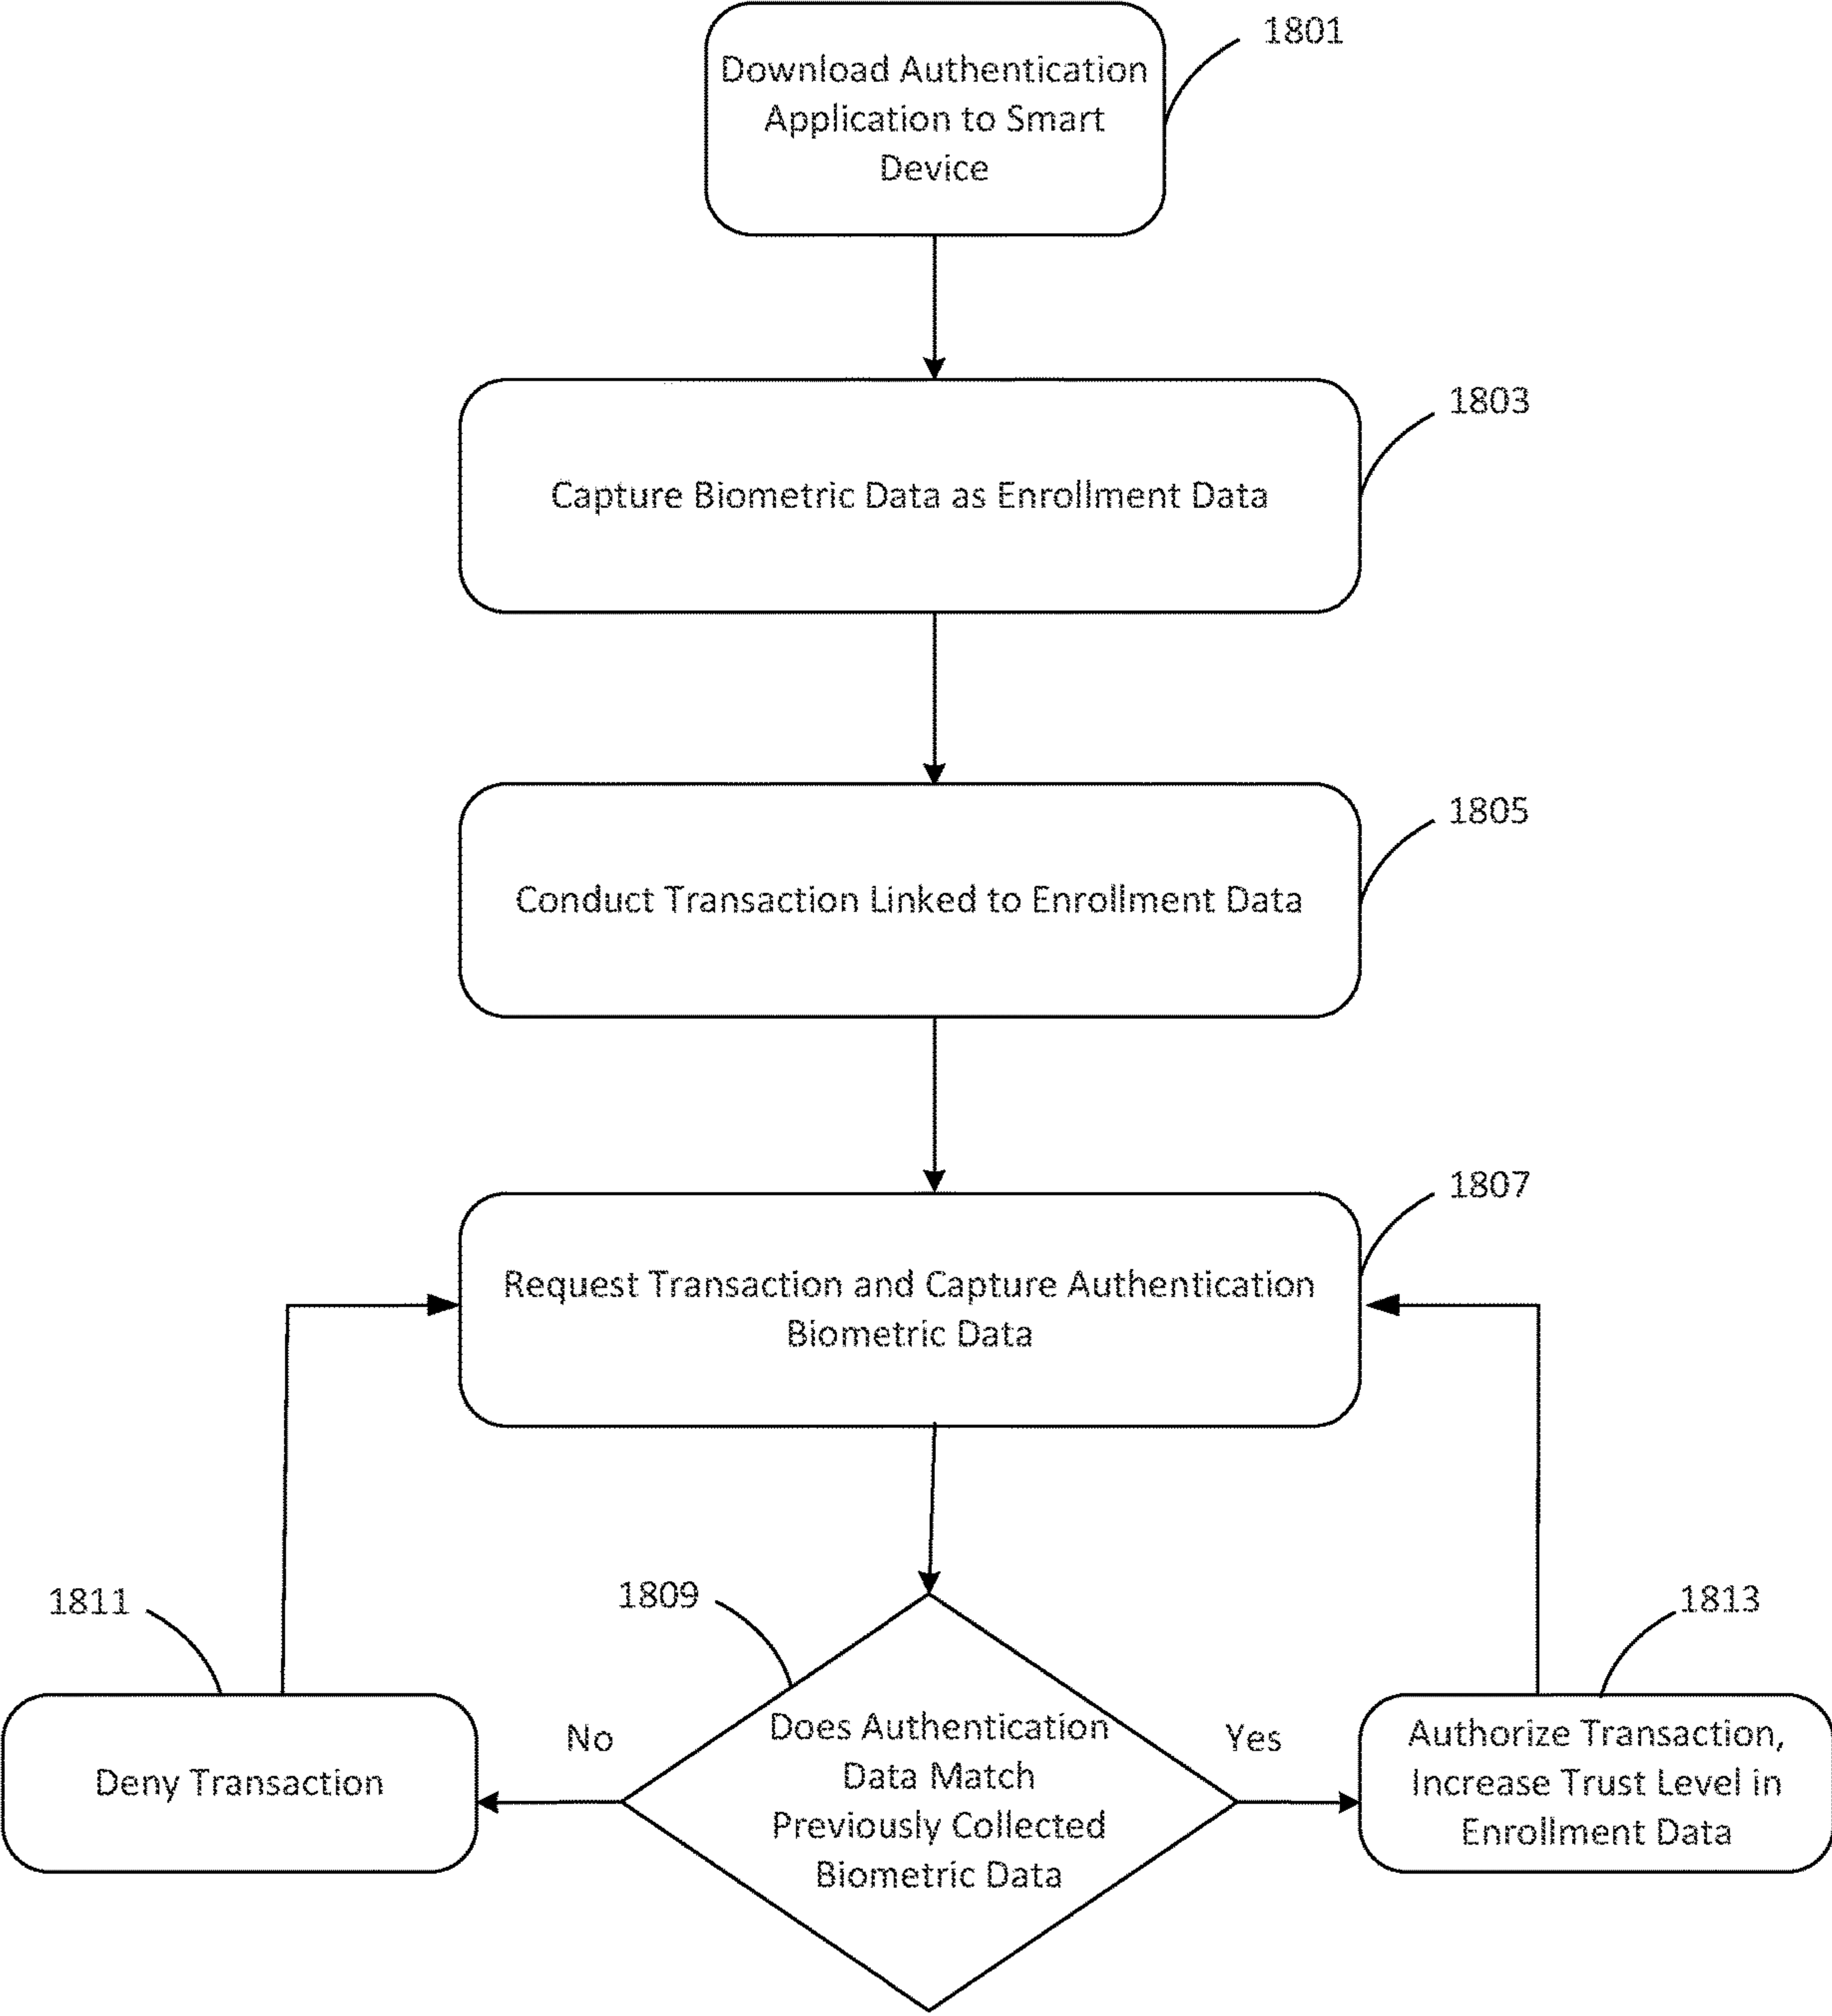 1801
Download Authentication
Application to Smart
Device
1803
Capture Biometric Data as Enrollment Data
1805
Conduct Transaction Linked to Enrollment Data
1807
Request Transaction and Capture Authentication
Biometric Data
1811
1809
1813
No
Does Authentication
Data Match
Previously Collected
Biometric Data
Yes
Deny Transaction
Authorize Transaction,
Increase Trust Level in
Enrollment Data